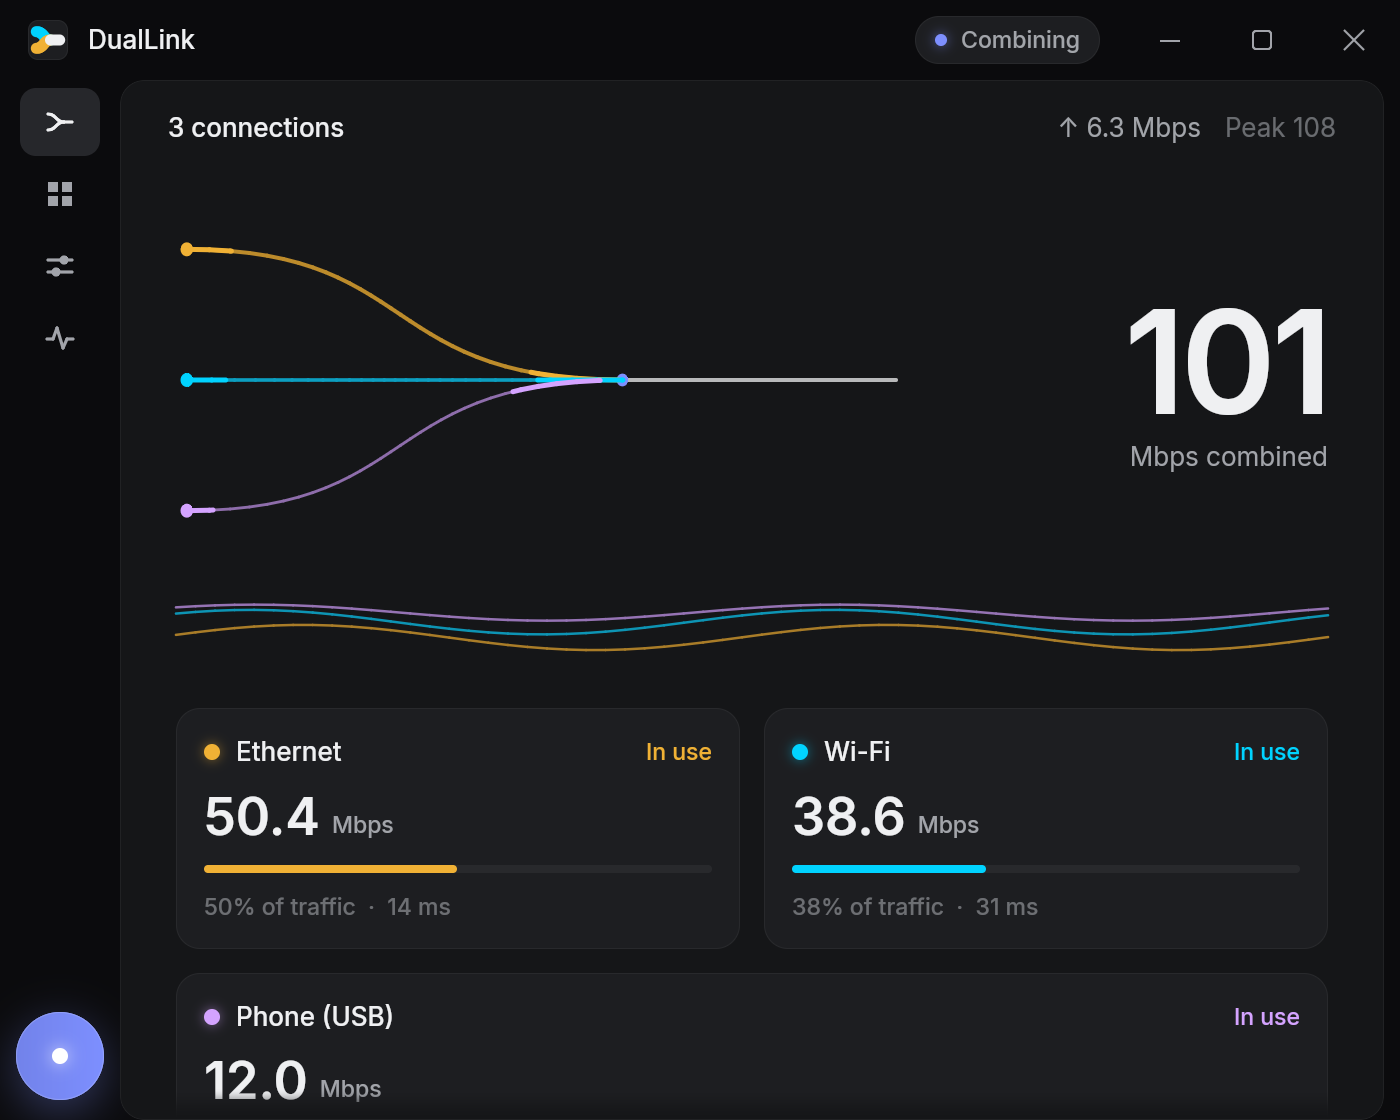 DualLink
Combining
3 connections
↑ 6.3 Mbps Peak 108
101
Mbps combined
Ethernet In use
50.4 Mbps
50% of traffic · 14 ms
Wi-Fi In use
38.6 Mbps
38% of traffic · 31 ms
Phone (USB) In use
12.0 Mbps